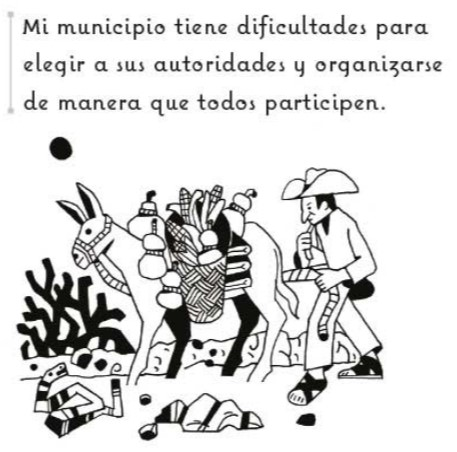 Mi municipio tiene dificultades para
elegir a sus autoridades y organizarse
de manera que todos participen.